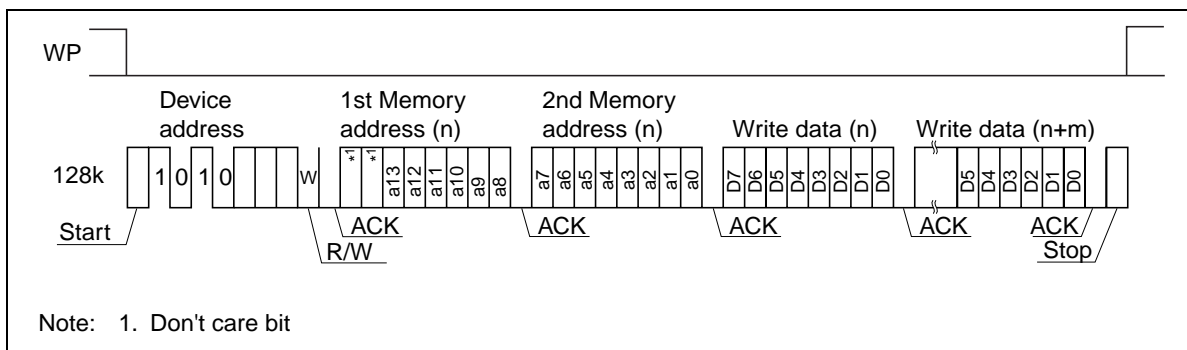 WP
Device address
1st Memory address (n)
2nd Memory address (n)
Write data (n)
Write data (n+m)
128k
1 0 1 0
W
*1 *1 a13 a12 a11 a10 a9 a8
a7 a6 a5 a4 a3 a2 a1 a0
D7 D6 D5 D4 D3 D2 D1 D0
D5 D4 D3 D2 D1 D0
Start
R/W
ACK
ACK
ACK
ACK
ACK
Stop
Note: 1. Don't care bit